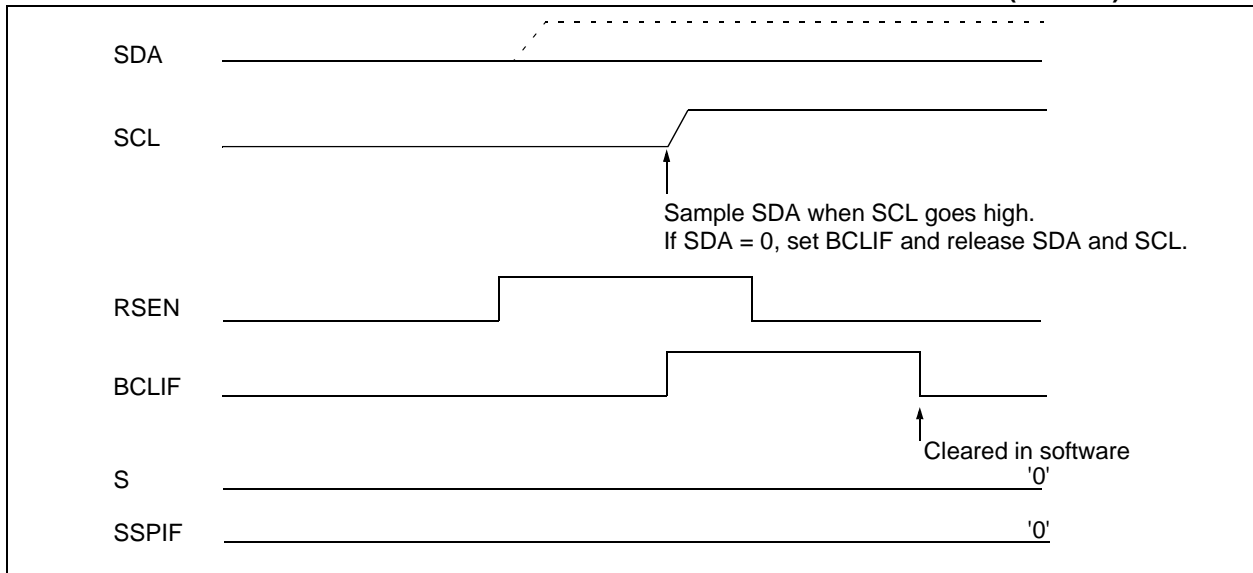 SDA
SCL
Sample SDA when SCL goes high.
If SDA = 0, set BCLIF and release SDA and SCL.
RSEN
BCLIF
Cleared in software
S
'0'
SSPIF
'0'